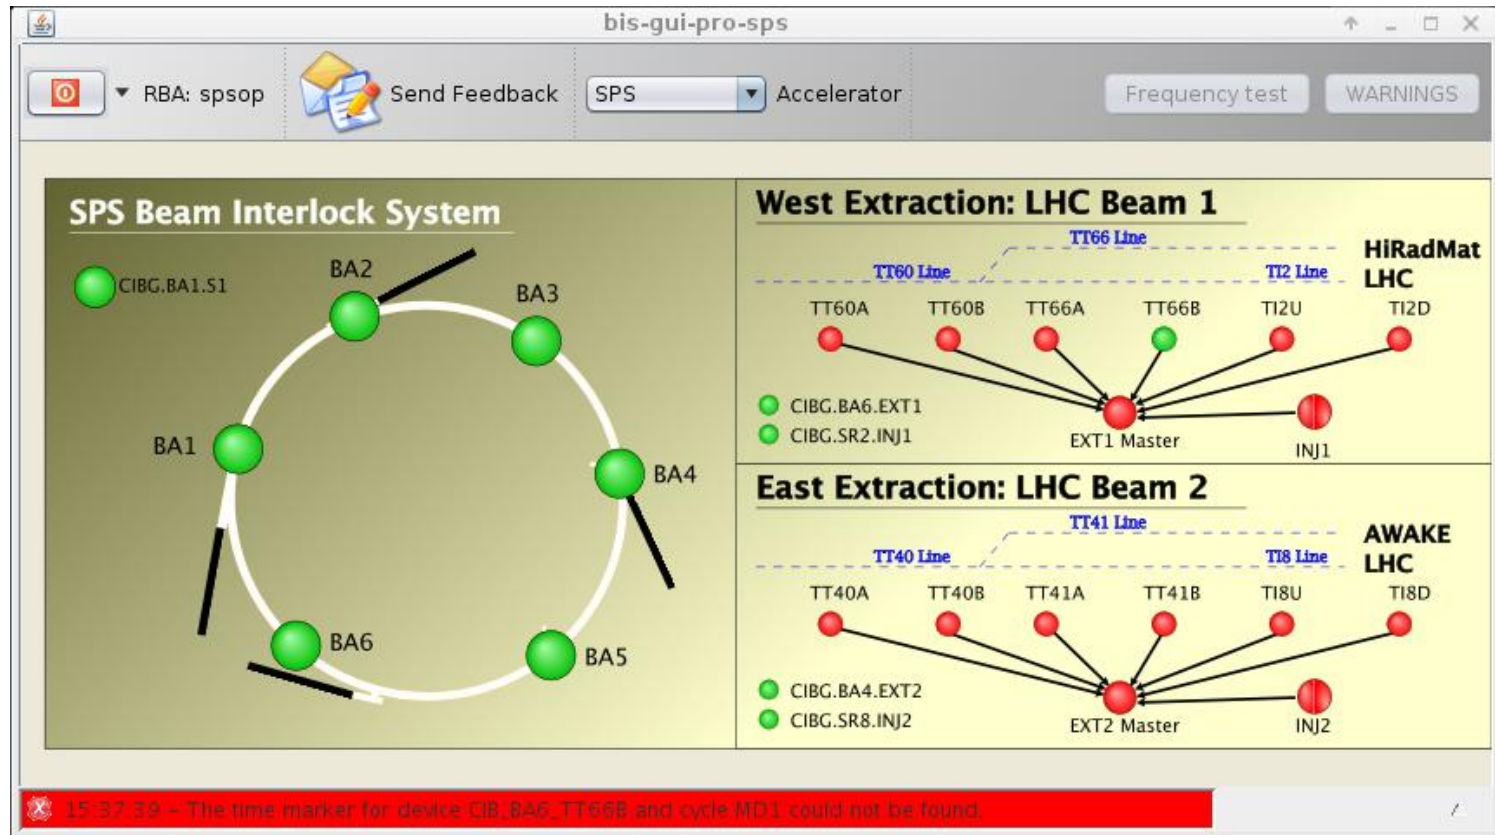 bis-gui-pro-sps
RBA: spsop
Send Feedback
SPS
Accelerator
Frequency test
WARNINGS
SPS Beam Interlock System
CIBG.BA1.S1
BA2
BA3
BA1
BA4
BA6
BA5
West Extraction: LHC Beam 1
TT66 Line
HiRadMat
TT60 Line
TI2 Line
LHC
TT60A
TT60B
TT66A
TT66B
TI2U
TI2D
CIBG.BA6.EXT1
CIBG.SR2.INJ1
EXT1 Master
INJ1
East Extraction: LHC Beam 2
TT41 Line
AWAKE
TT40 Line
TI8 Line
LHC
TT40A
TT40B
TT41A
TT41B
TI8U
TI8D
CIBG.BA4.EXT2
CIBG.SR8.INJ2
EXT2 Master
INJ2
15:37:39 – The time marker for device CIB_BA6_TT66B and cycle MD1 could not be found.